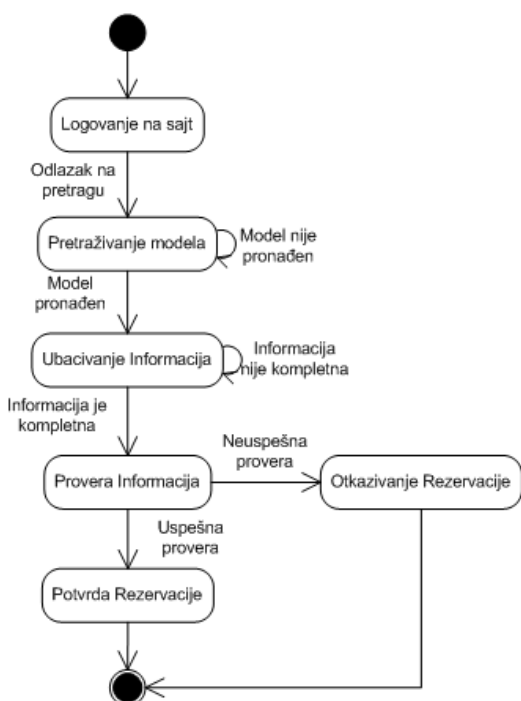 Logovanje na sajt
Odlazak na
pretragu
Pretraživanje modela
Model nije
pronađen
Model
pronađen
Ubacivanje Informacija
Informacija
nije kompletna
Informacija je
kompletna
Neuspešna
provera
Provera Informacija
Otkazivanje Rezervacije
Uspešna
provera
Potvrda Rezervacije